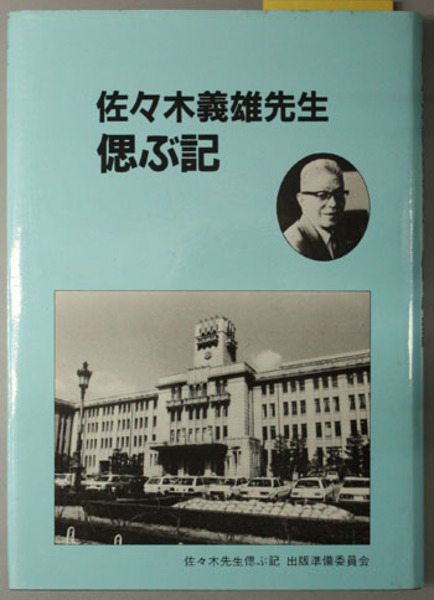 佐々木義雄先生
偲ぶ記
佐々木先生偲ぶ記 出版準備委員会